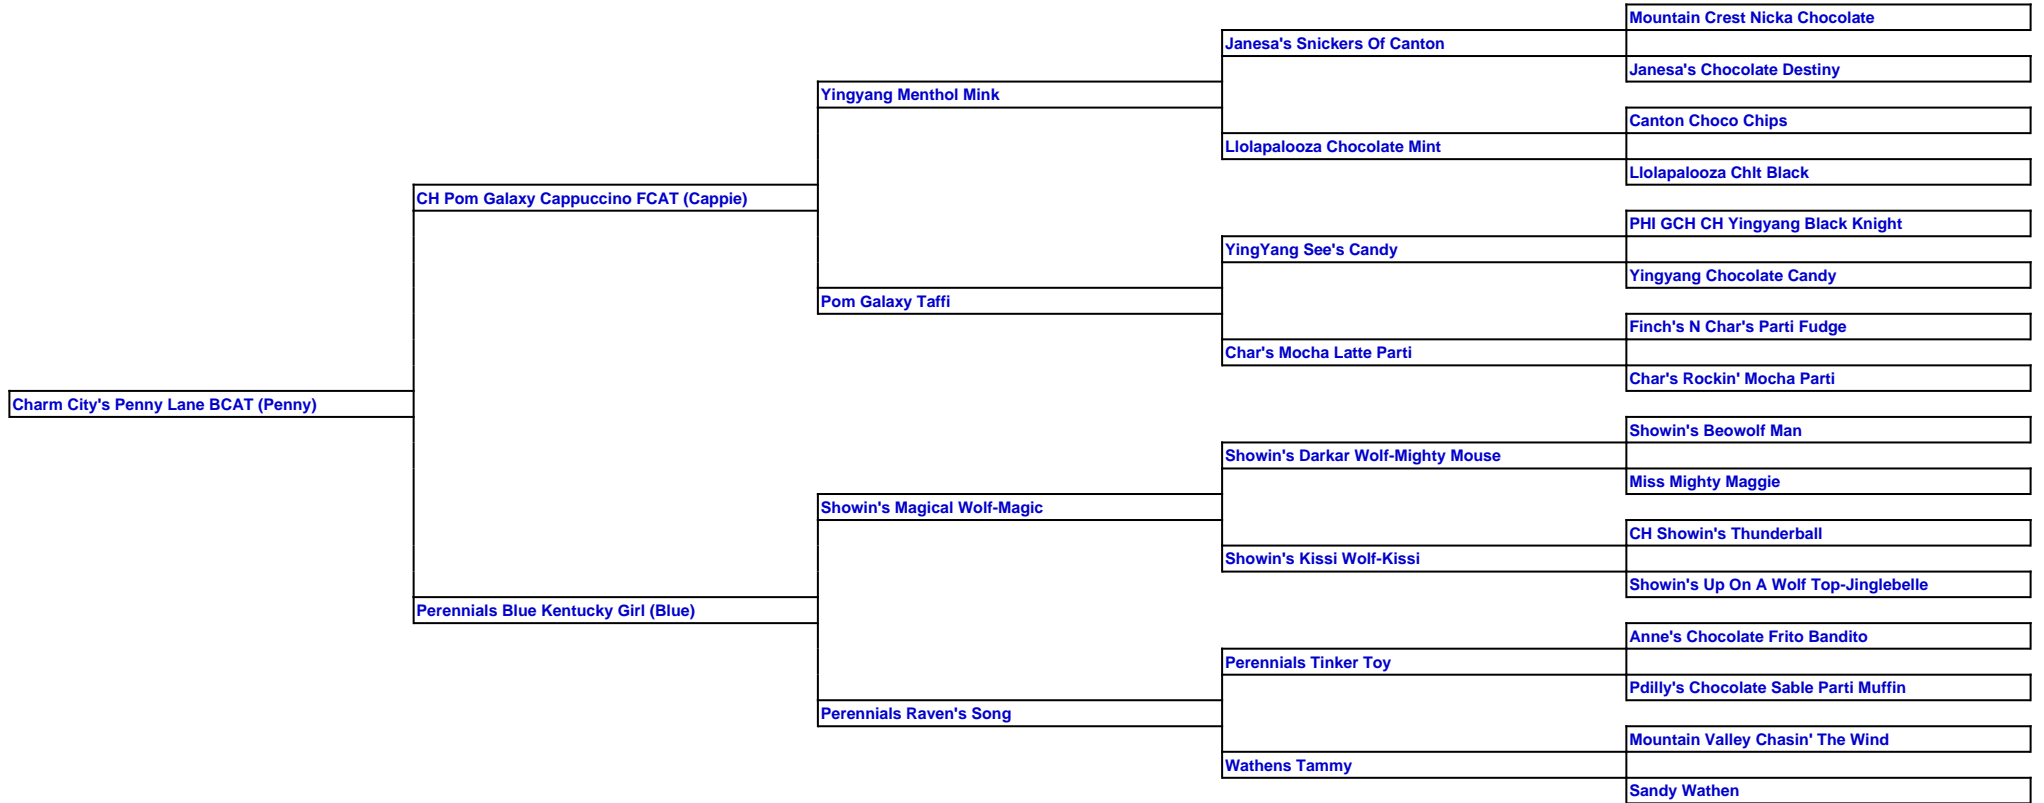 Mountain Crest Nicka Chocolate
Janesa's Snickers Of Canton
Janesa's Chocolate Destiny
Yingyang Menthol Mink
Canton Choco Chips
Llolapalooza Chocolate Mint
Llolapalooza Chlt Black
CH Pom Galaxy Cappuccino FCAT (Cappie)
PHI GCH CH Yingyang Black Knight
YingYang See's Candy
Yingyang Chocolate Candy
Pom Galaxy Taffi
Finch's N Char's Parti Fudge
Char's Mocha Latte Parti
Char's Rockin' Mocha Parti
Charm City's Penny Lane BCAT (Penny)
Showin's Beowolf Man
Showin's Darkar Wolf-Mighty Mouse
Miss Mighty Maggie
Showin's Magical Wolf-Magic
CH Showin's Thunderball
Showin's Kissi Wolf-Kissi
Showin's Up On A Wolf Top-Jinglebelle
Perennials Blue Kentucky Girl (Blue)
Anne's Chocolate Frito Bandito
Perennials Tinker Toy
Pdilly's Chocolate Sable Parti Muffin
Perennials Raven's Song
Mountain Valley Chasin' The Wind
Wathens Tammy
Sandy Wathen